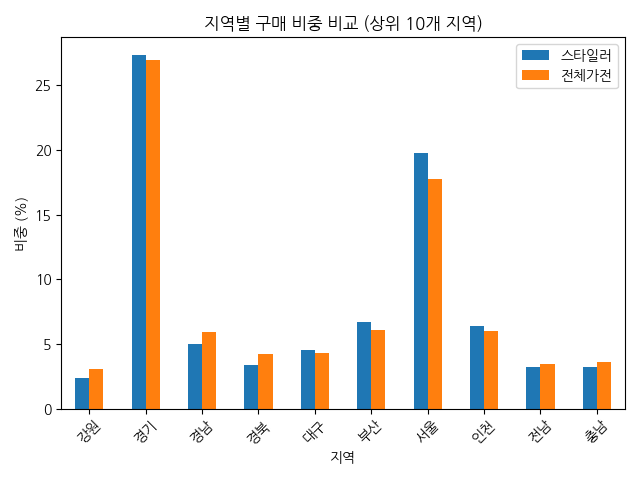 지역별 구매 비중 비교 (상위 10개 지역)
스타일러
전체가전
비중 (%)
25
20
15
10
5
0
강원 경기 경남 경북 대구 부산 서울 인천 전남 충남
지역